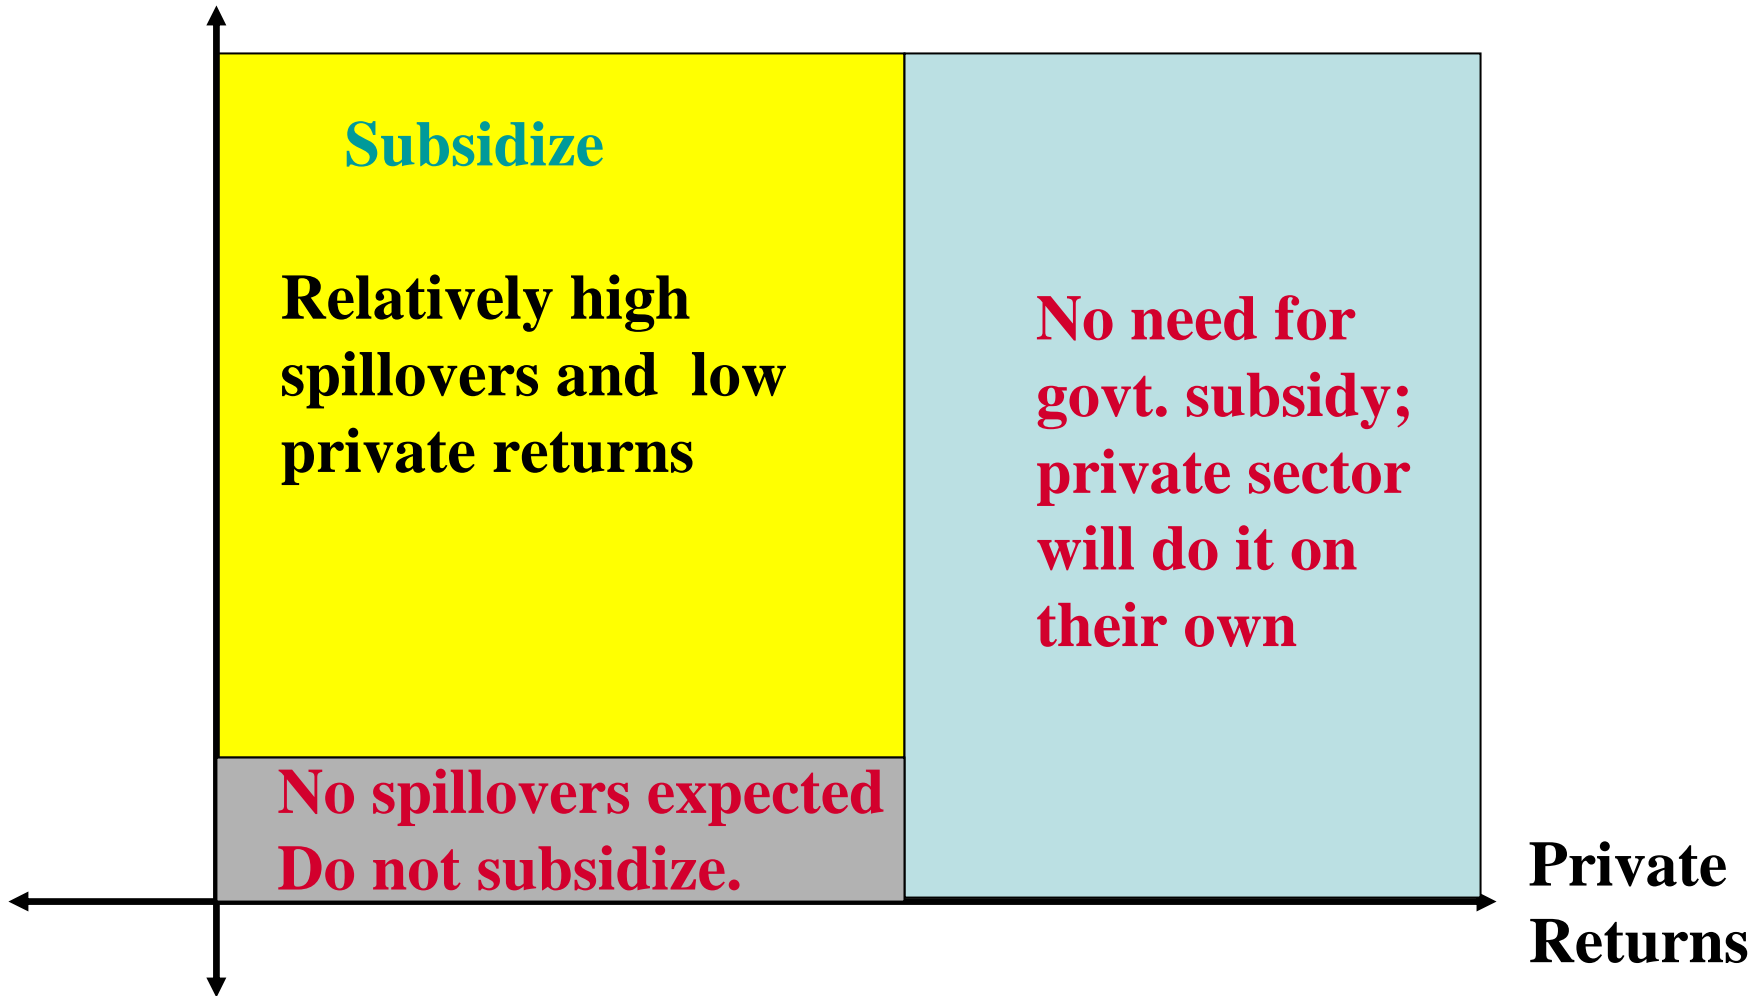 Subsidize
Relatively high
spillovers and low
private returns
No need for
govt. subsidy;
private sector
will do it on
their own
No spillovers expected
Do not subsidize.
Private
Returns